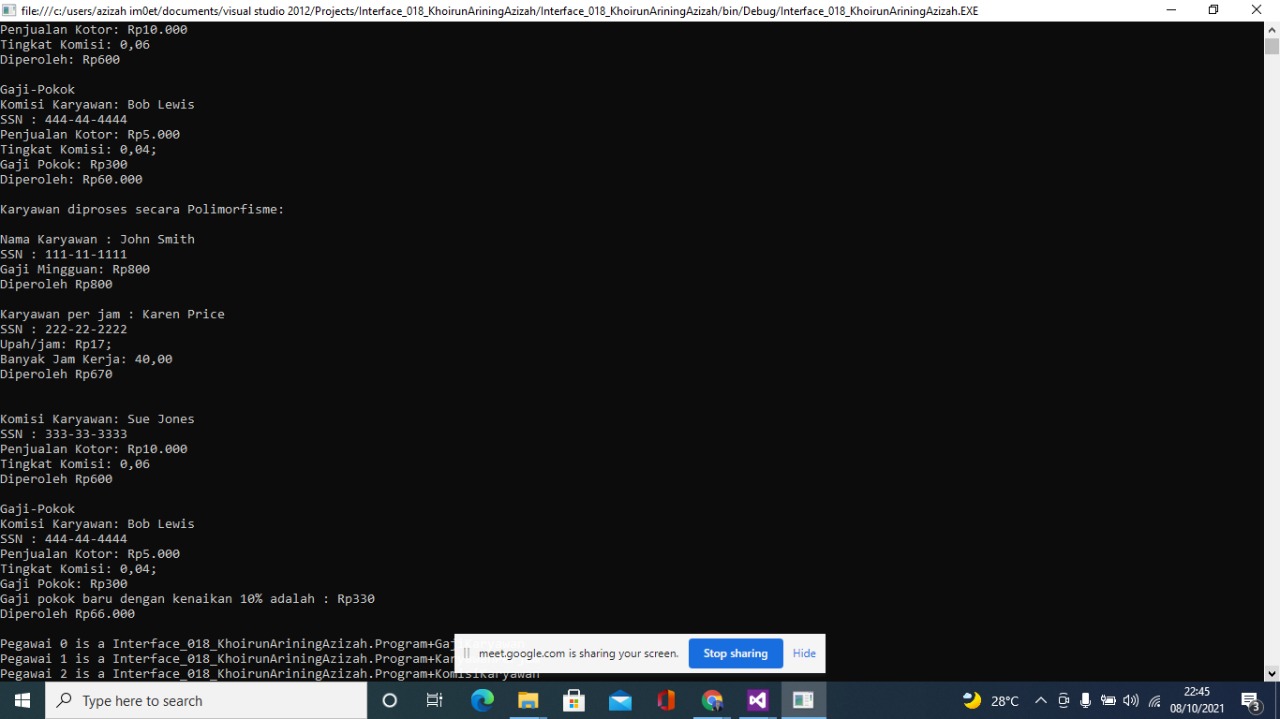 file:///c:/users/azizah im0et/documents/visual studio 2012/Projects/Interface_018_KhoirunAriningAzizah/Interface_018_KhoirunAriningAzizah/bin/Debug/Interface_018_KhoirunAriningAzizah.EXE
Penjualan Kotor: Rp10.000
Tingkat Komisi: 0,06
Diperoleh: Rp600
Gaji-Pokok
Komisi Karyawan: Bob Lewis
SSN : 444-44-4444
Penjualan Kotor: Rp5.000
Tingkat Komisi: 0,04;
Gaji Pokok: Rp300
Diperoleh: Rp60.000
Karyawan diproses secara Polimorfisme:
Nama Karyawan : John Smith
SSN : 111-11-1111
Gaji Mingguan: Rp800
Diperoleh Rp800
Karyawan per jam : Karen Price
SSN : 222-22-2222
Upah/jam: Rp17;
Banyak Jam Kerja: 40,00
Diperoleh Rp670
Komisi Karyawan: Sue Jones
SSN : 333-33-3333
Penjualan Kotor: Rp10.000
Tingkat Komisi: 0,06
Diperoleh Rp600
Gaji-Pokok
Komisi Karyawan: Bob Lewis
SSN : 444-44-4444
Penjualan Kotor: Rp5.000
Tingkat Komisi: 0,04;
Gaji Pokok: Rp300
Gaji pokok baru dengan kenaikan 10% adalah : Rp330
Diperoleh Rp66.000
Pegawai 0 is a Interface_018_KhoirunAriningAzizah.Program+Ga
Pegawai 1 is a Interface_018_KhoirunAriningAzizah.Program+Kar
Pegawai 2 is a Interface_018_KhoirunAriningAzizah.Program+KomisiKaryawan
meet.google.com is sharing your screen.
Stop sharing
Hide
Type here to search
28°C
22:45
08/10/2021
3